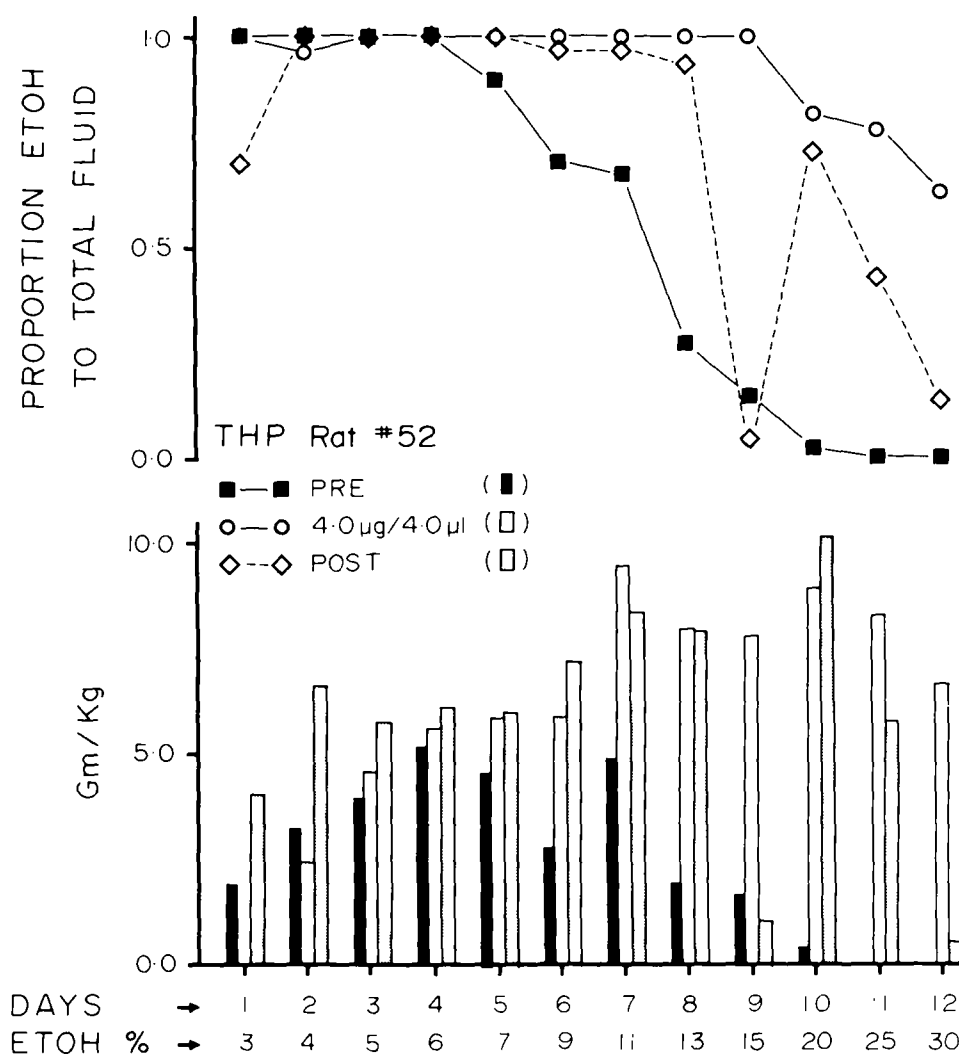 PROPORTION ETOH
TO TOTAL FLUID
1·0
0·5
0·0
THP Rat #52
PRE
4·0µg/4·0µl
POST
Gm/Kg
10·0
5·0
0·0
DAYS → 1 2 3 4 5 6 7 8 9 10 11 12
ETOH % → 3 4 5 6 7 9 11 13 15 20 25 30